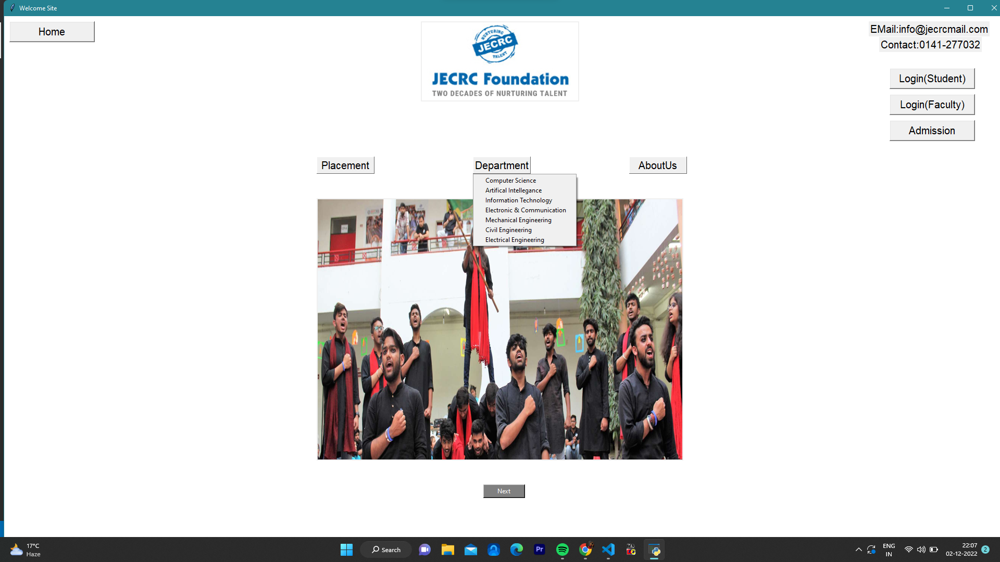 Welcome Site
Home
NURTURING
JECRC
TALENT
JECRC Foundation
TWO DECADES OF NURTURING TALENT
EMail:info@jecrcmail.com
Contact:0141-277032
Login(Student)
Login(Faculty)
Admission
Placement
Department
AboutUs
Computer Science
Artifical Intellegance
Information Technology
Electronic & Communication
Mechanical Engineering
Civil Engineering
Electrical Engineering
Next
17°C
Haze
Search
Pr
ENG
IN
22:07
02-12-2022
2